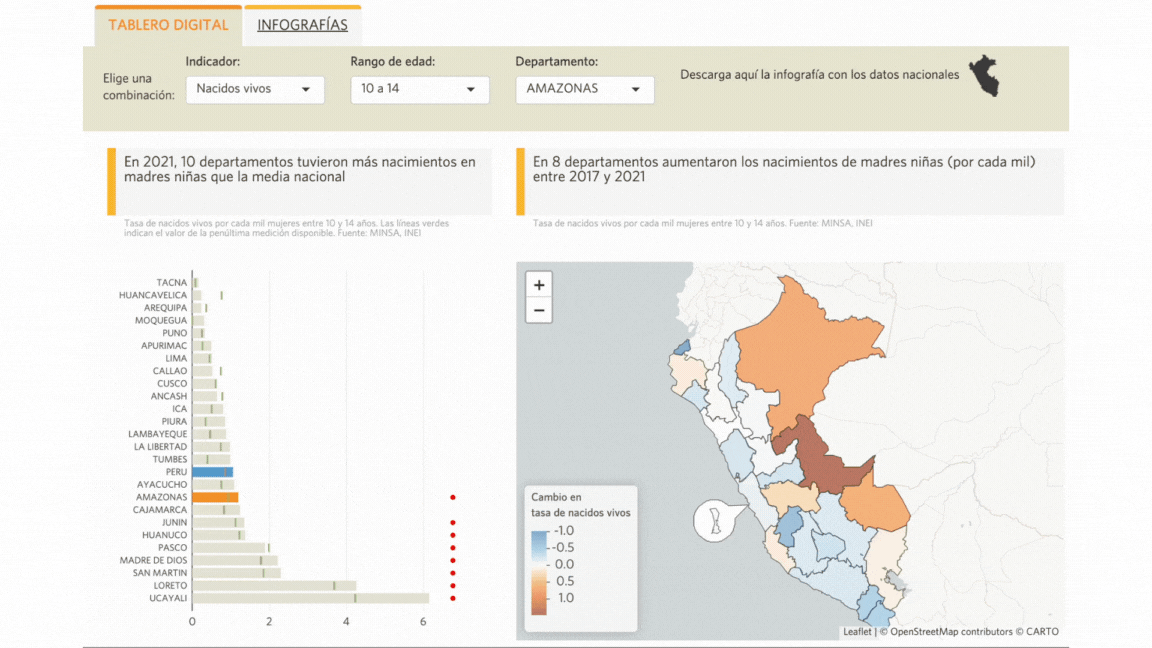 TABLERO DIGITAL
INFOGRAFÍAS
Elige una
combinación:
Indicador:
Nacidos vivos
Rango de edad:
10 a 14
Departamento:
AMAZONAS
Descarga aquí la infografía con los datos nacionales
En 2021, 10 departamentos tuvieron más nacimientos en
madres niñas que la media nacional
Tasa de nacidos vivos por cada mil mujeres entre 10 y 14 años. Las líneas verdes
indican el valor de la penúltima medición disponible. Fuente: MINSA, INEI
TACNA
HUANCAVELICA
AREQUIPA
MOQUEGUA
PUNO
APURIMAC
LIMA
CALLAO
CUSCO
ANCASH
ICA
PIURA
LAMBAYEQUE
LA LIBERTAD
TUMBES
PERU
AYACUCHO
AMAZONAS
CAJAMARCA
JUNIN
HUANUCO
PASCO
MADRE DE DIOS
SAN MARTIN
LORETO
UCAYALI
0 2 4 6
En 8 departamentos aumentaron los nacimientos de madres niñas (por cada mil)
entre 2017 y 2021
Tasa de nacidos vivos por cada mil mujeres entre 10 y 14 años. Fuente: MINSA, INEI
+
−
Cambio en
tasa de nacidos vivos
-1.0
-0.5
0.0
0.5
1.0
Leaflet | © OpenStreetMap contributors © CARTO